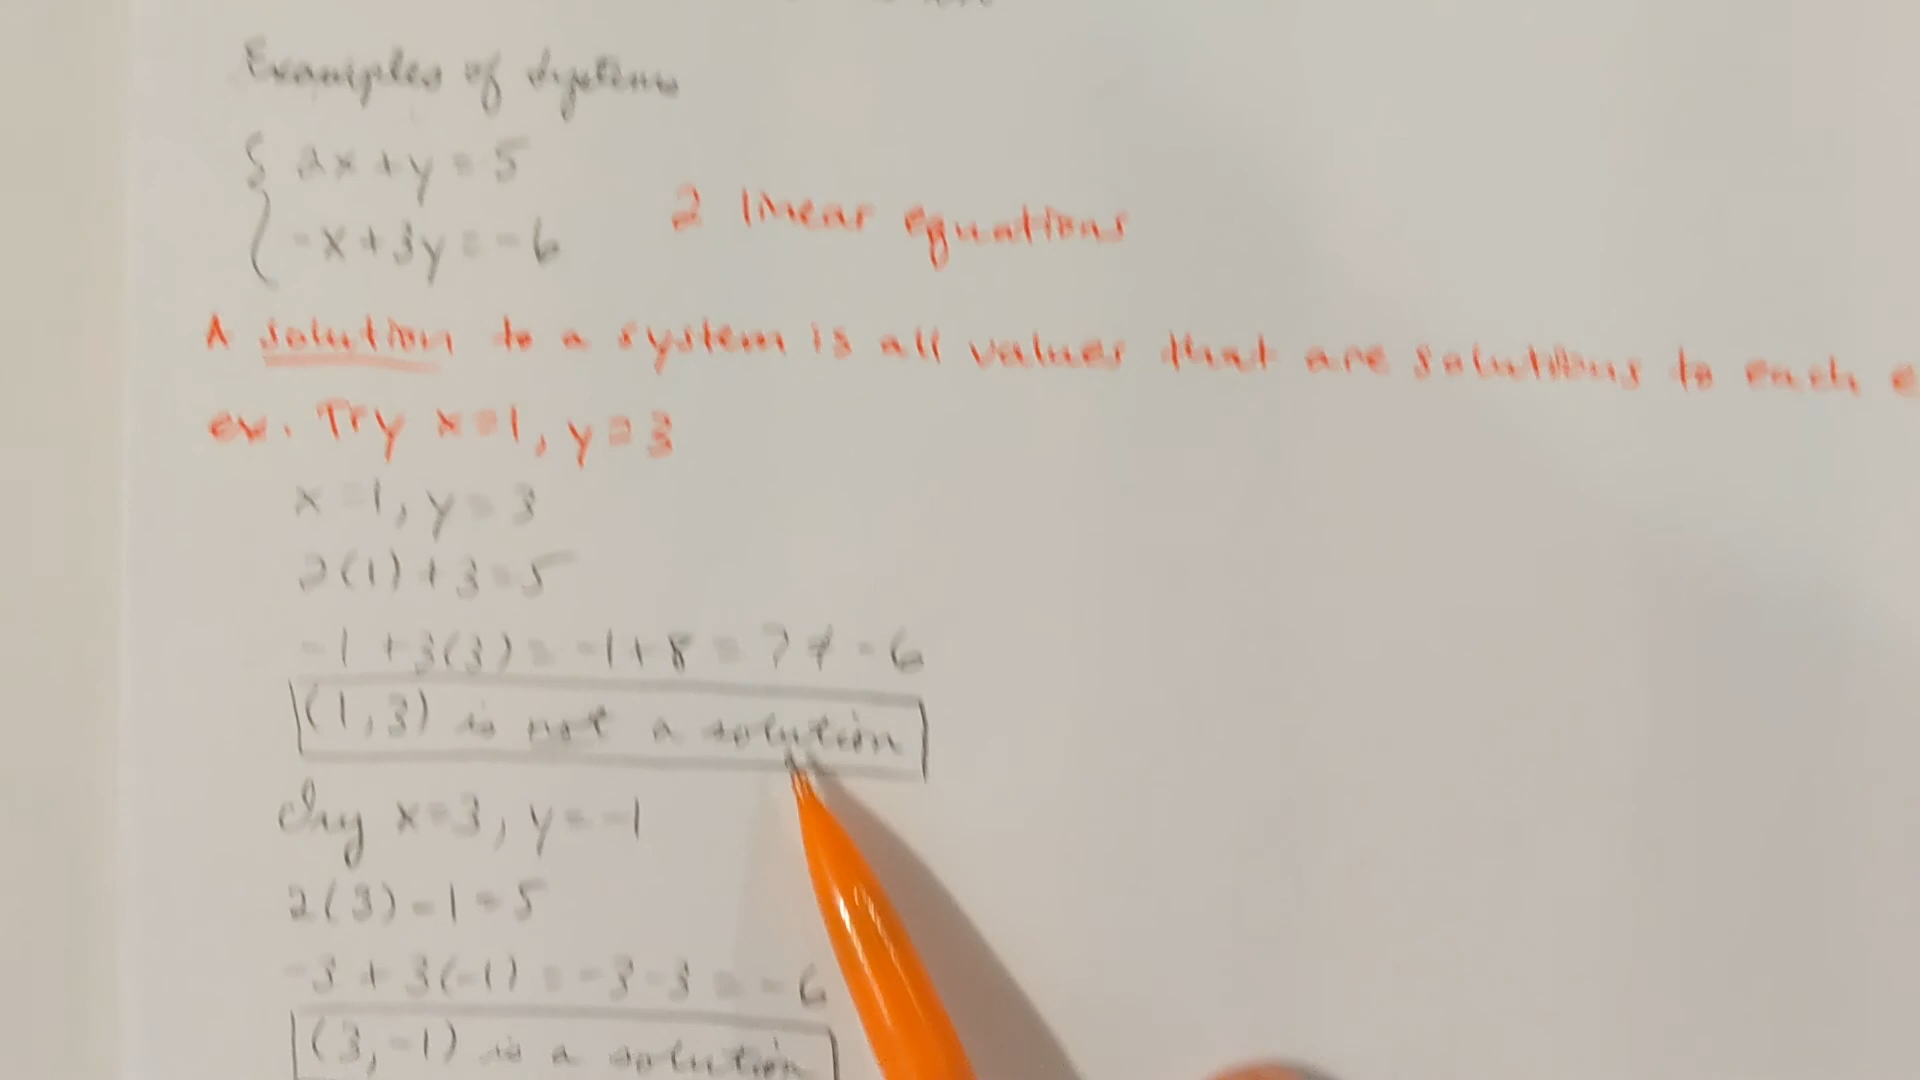 Examples of Systems
2x + y = 5
-x + 3y = -6
2 linear equations
A solution to a system is all values that are solutions to each
ex. Try x = 1, y = 3
x = 1, y = 3
2(1) + 3 = 5
-1 + 3(3) = -1 + 8 = 7 ≠ -6
(1, 3) is not a solution
Try x = 3, y = -1
2(3) - 1 = 5
-3 + 3(-1) = -3 - 3 = -6
(3, -1) is a solution